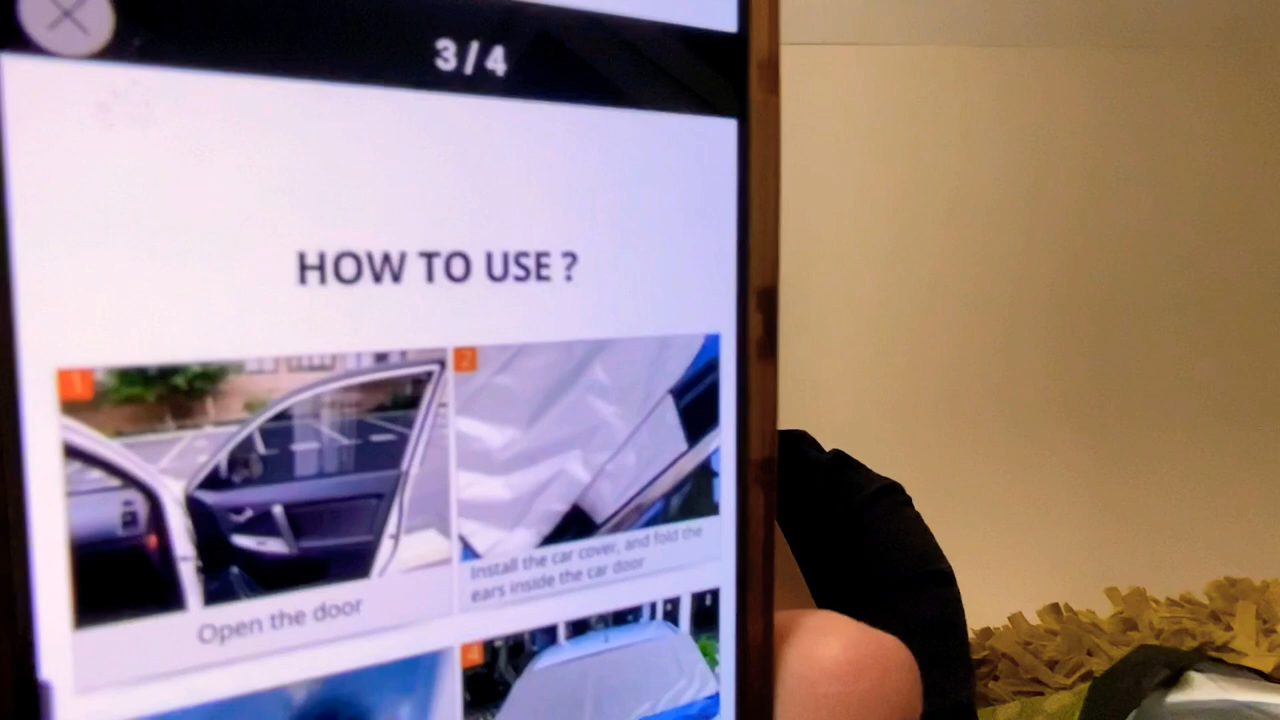 3/4
HOW TO USE ?
1
2
Open the door
Install the car cover, and fold the
ears inside the car door
4